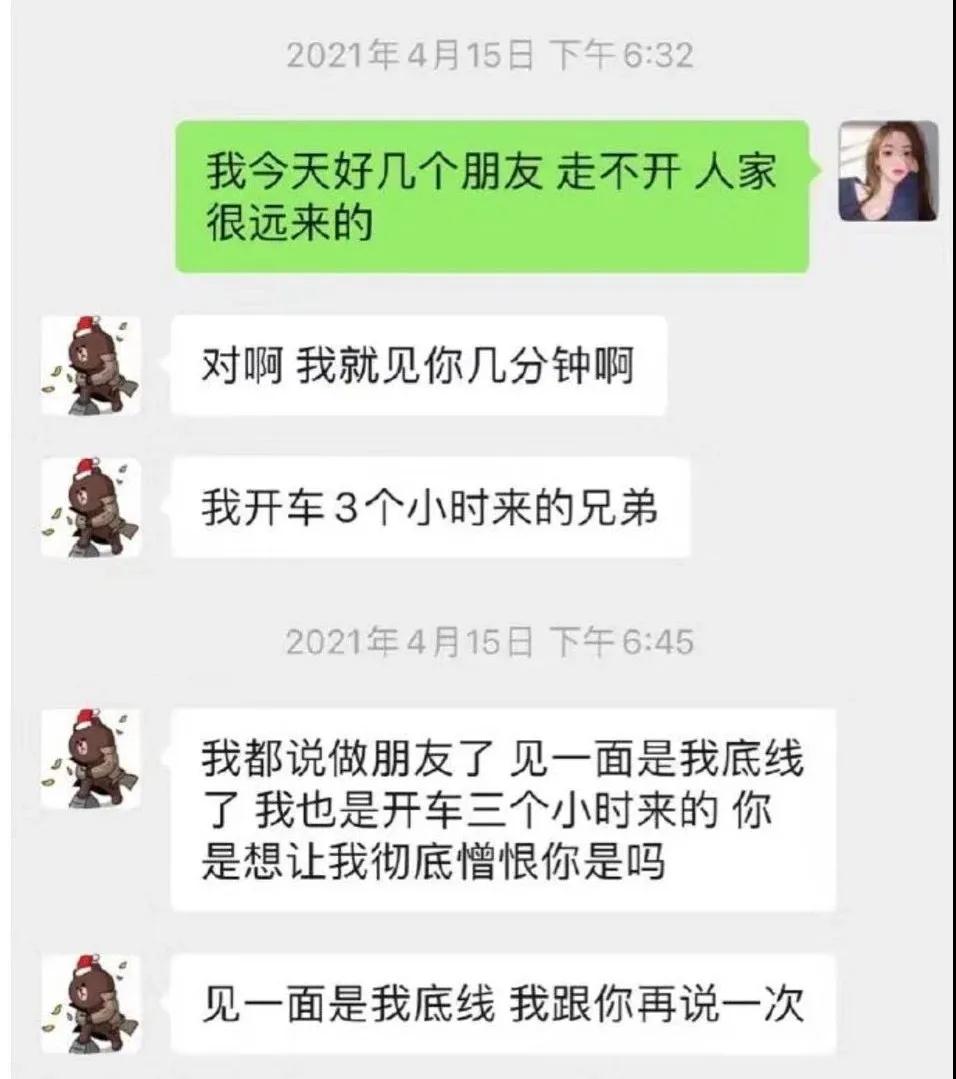 2021年4月15日 下午6:32
我今天好几个朋友 走不开 人家
很远来的
对啊 我就见你几分钟啊
我开车3个小时来的兄弟
2021年4月15日 下午6:45
我都说做朋友了 见一面是我底线
了 我也是开车三个小时来的 你
是想让我彻底憎恨你是吗
见一面是我底线 我跟你再说一次